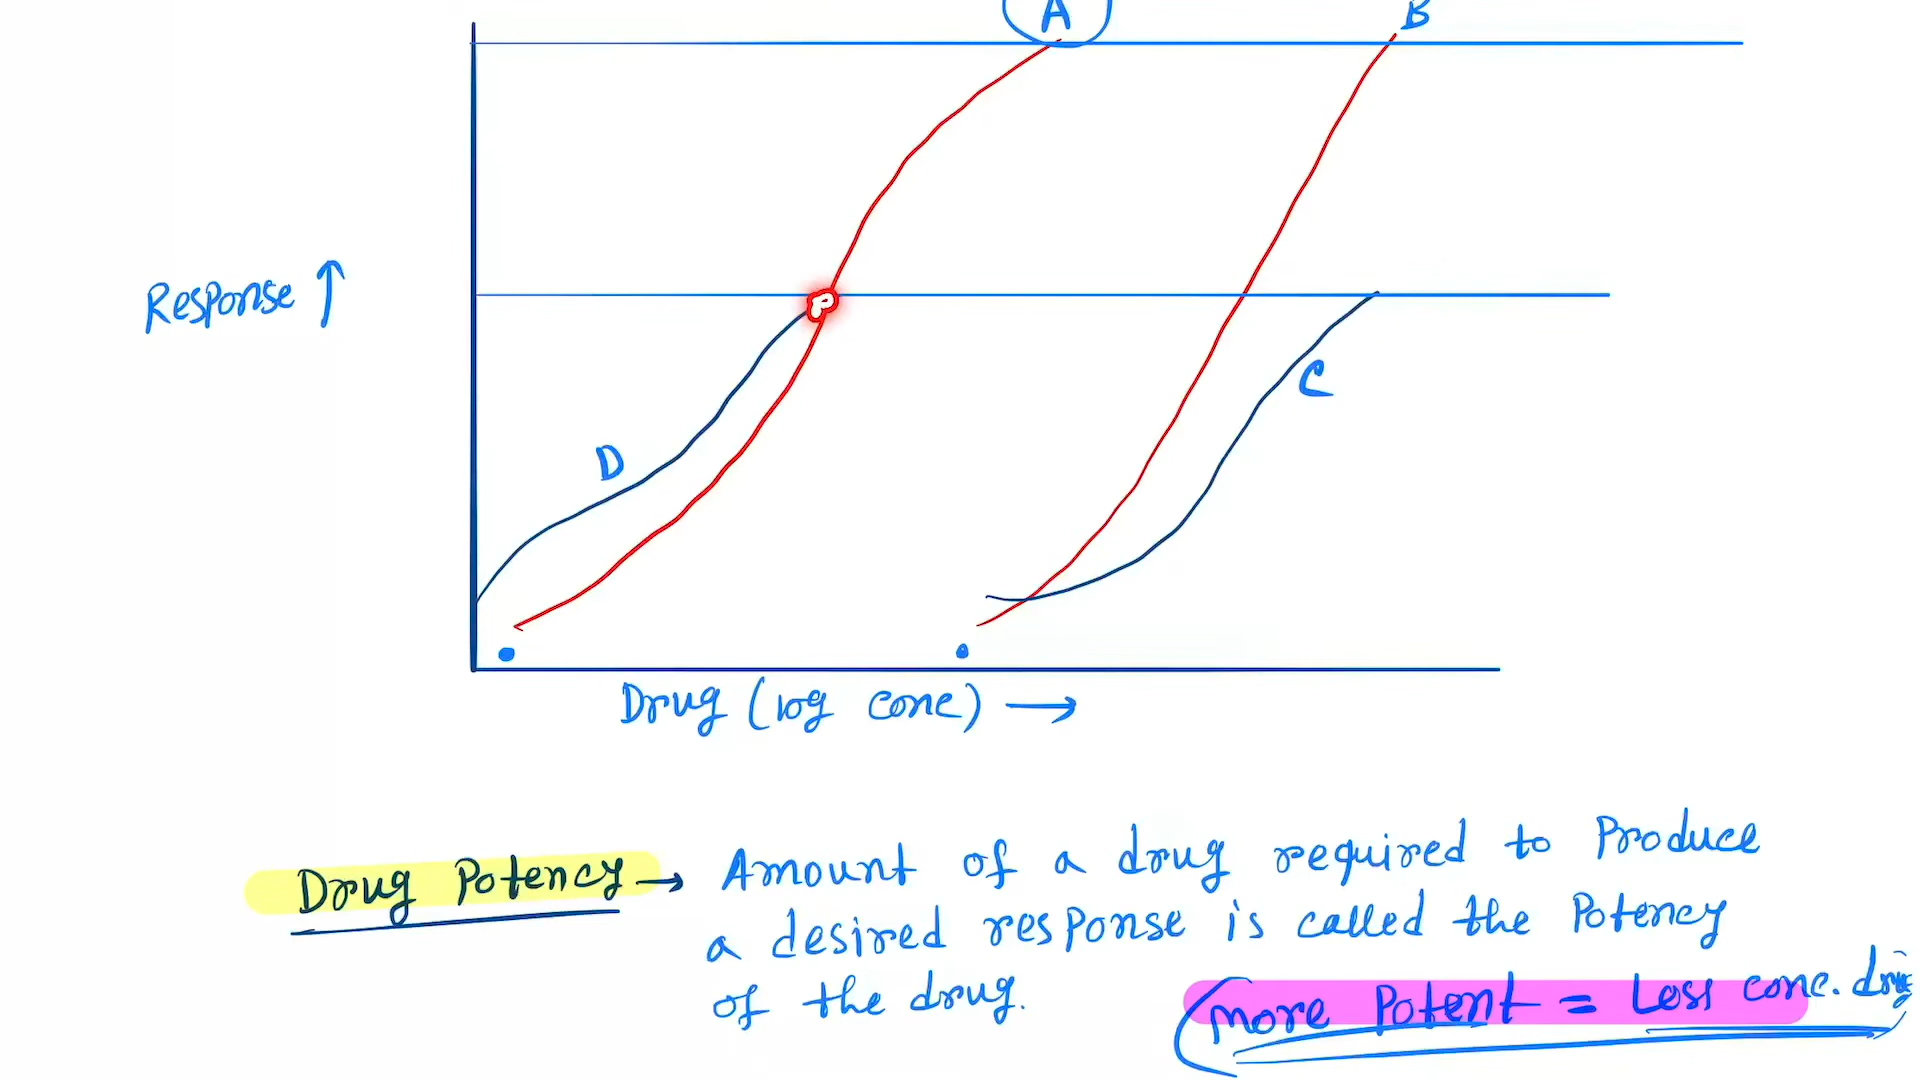 A
B
Response ↑
C
D
Drug (log conc) →
Drug Potency → Amount of a drug required to Produce
a desired response is called the Potency
of the drug.
(more Potent = Less conc. drug